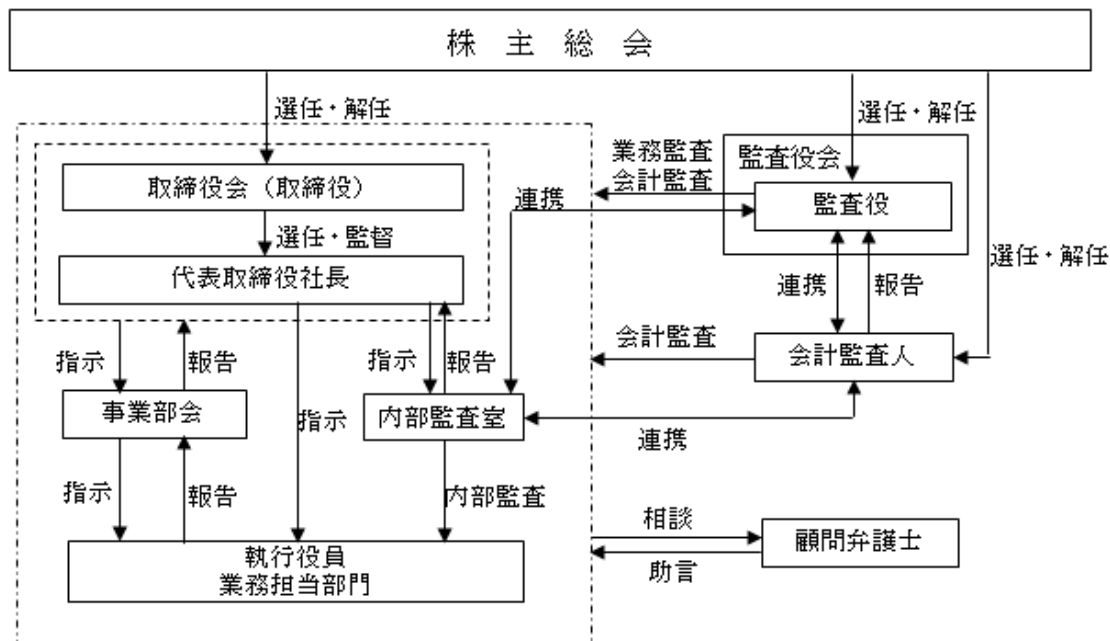 株 主 総 会
選任・解任
選任・解任
業務監査
会計監査
監査役会
取締役会（取締役）
連携
監査役
選任・監督
選任・解任
代表取締役社長
連携
報告
会計監査
会計監査人
指示
報告
指示
報告
事業部会
指示
内部監査室
連携
指示
報告
内部監査
相談
顧問弁護士
執行役員
業務担当部門
助言